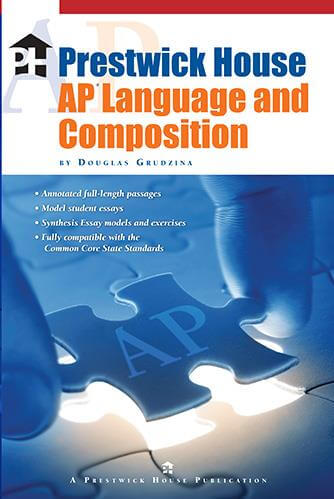 AP
PH
Prestwick House
AP* Language and
Composition
BY DOUGLAS GRUDZINA
• Annotated full-length passages
• Model student essays
• Synthesis Essay models and exercises
• Fully compatible with the
Common Core State Standards
AP
A PRESTWICK HOUSE PUBLICATION